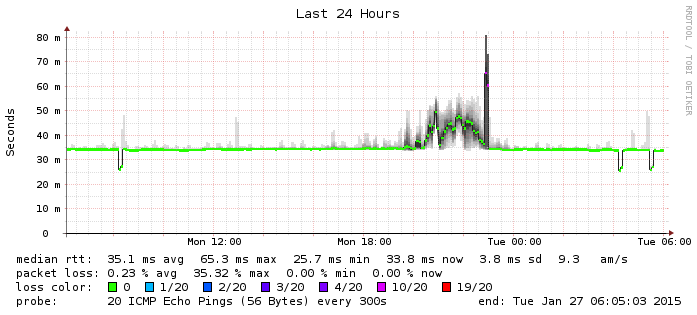 Last 24 Hours
RRDTOOL / TOBI OETIKER
Seconds
80 m
70 m
60 m
50 m
40 m
30 m
20 m
10 m
0
Mon 12:00 Mon 18:00 Tue 00:00 Tue 06:00
median rtt: 35.1 ms avg 65.3 ms max 25.7 ms min 33.8 ms now 3.8 ms sd 9.3 am/s
packet loss: 0.23 % avg 35.32 % max 0.00 % min 0.00 % now
loss color: 0 1/20 2/20 3/20 4/20 10/20 19/20
probe: 20 ICMP Echo Pings (56 Bytes) every 300s end: Tue Jan 27 06:05:03 2015